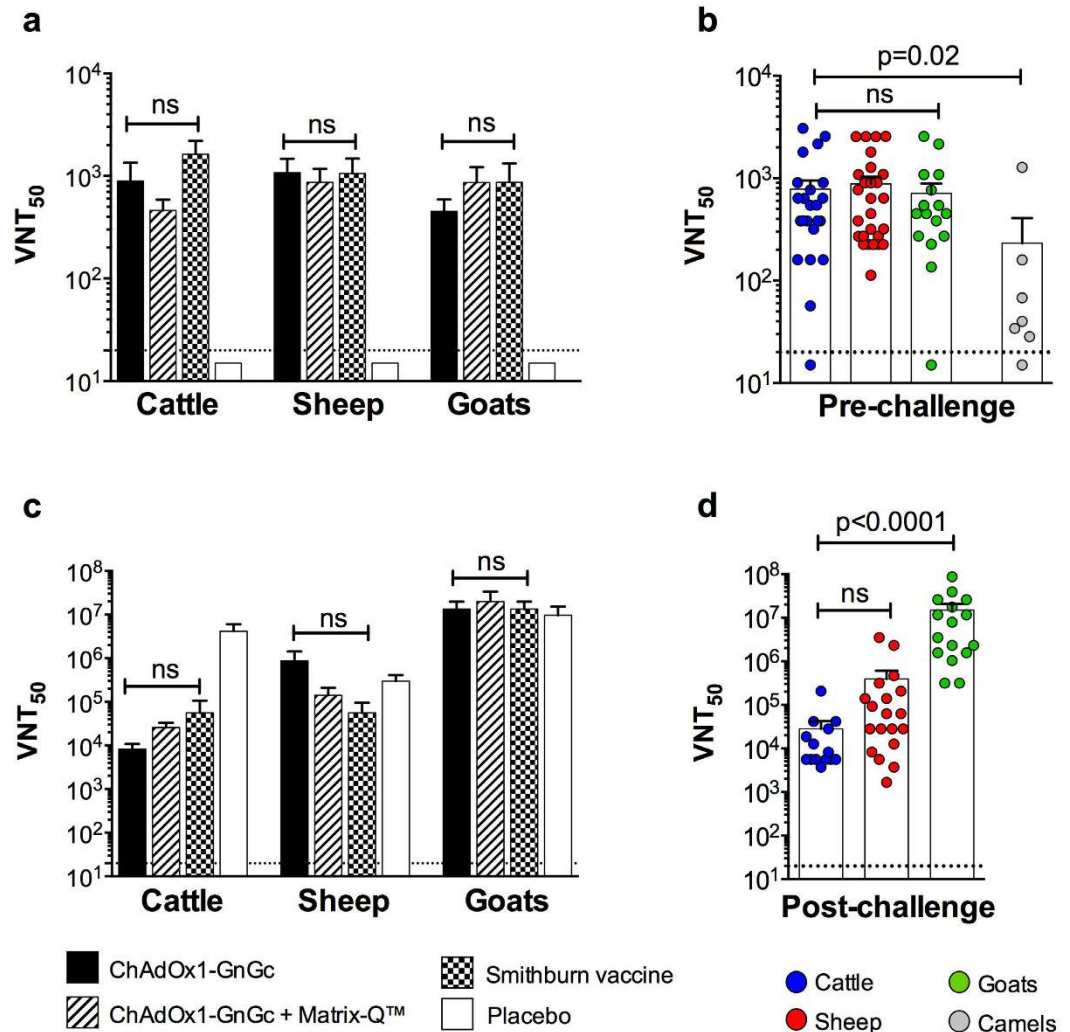 a
VNT₅₀
10⁴
10³
10²
10¹
ns
ns
ns
Cattle Sheep Goats
b
VNT₅₀
10⁴
10³
10²
10¹
p=0.02
ns
Pre-challenge
c
VNT₅₀
10⁸
10⁷
10⁶
10⁵
10⁴
10³
10²
10¹
ns
ns
ns
Cattle Sheep Goats
d
VNT₅₀
10⁸
10⁷
10⁶
10⁵
10⁴
10³
10²
10¹
p<0.0001
ns
Post-challenge
ChAdOx1-GnGc
ChAdOx1-GnGc + Matrix-Q™
Smithburn vaccine
Placebo
Cattle
Sheep
Goats
Camels